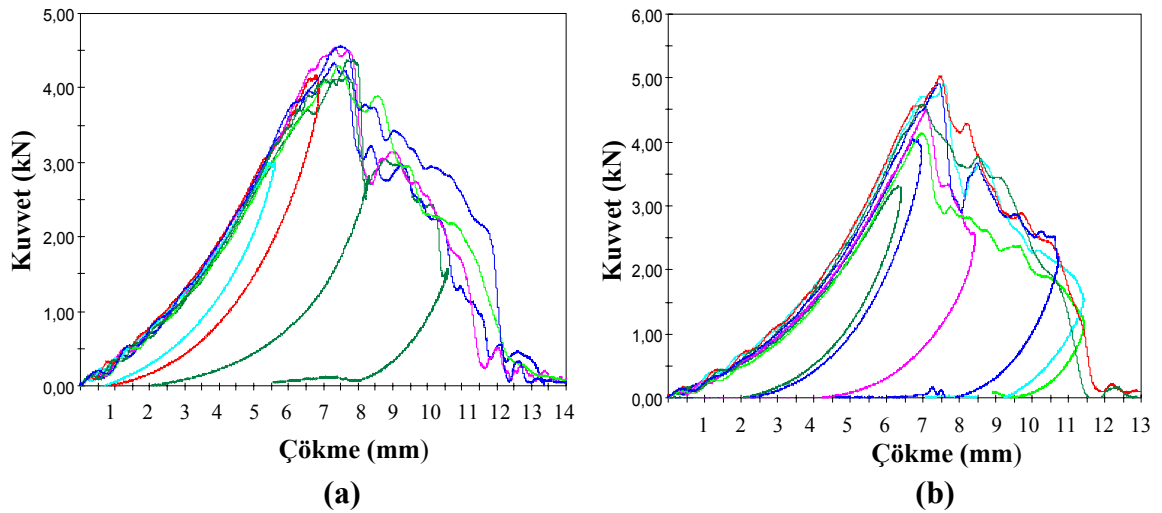 5,00
4,00
3,00
2,00
1,00
0,00
Kuvvet (kN)
1 2 3 4 5 6 7 8 9 10 11 12 13 14
Çökme (mm)
(a)
6,00
5,00
4,00
3,00
2,00
1,00
0,00
Kuvvet (kN)
1 2 3 4 5 6 7 8 9 10 11 12 13
Çökme (mm)
(b)